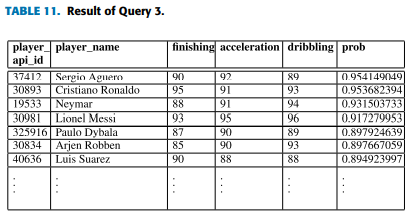 TABLE 11. Result of Query 3.
player_ player_name finishing acceleration dribbling prob
api_id
37412 Sergio Aguero 90 92 89 0.954149049
30893 Cristiano Ronaldo 95 91 93 0.953682394
19533 Neymar 88 91 94 0.931503733
30981 Lionel Messi 93 95 96 0.917279953
325916 Paulo Dybala 87 90 89 0.897924639
30834 Arjen Robben 85 90 93 0.897667059
40636 Luis Suarez 90 88 88 0.894923997
. . . . . .
. . . . . .
. . . . . .